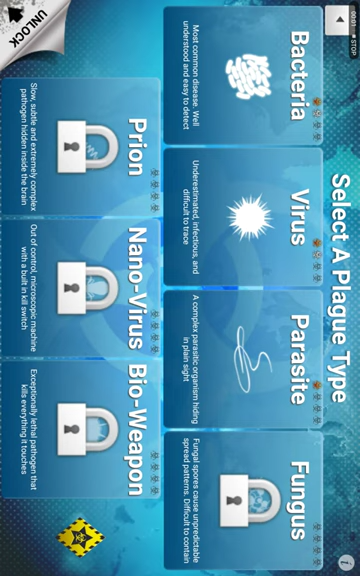 00:01 ■ STOP
Select A Plague Type
Bacteria
Most common disease. Well
understood and easy to detect
Virus
Underestimated, infectious, and
difficult to trace
Parasite
A complex parasitic organism hiding
in plain sight
Fungus
Fungal spores cause unpredictable
spread patterns. Difficult to contain
Prion
Slow, subtle and extremely complex
pathogen hidden inside the brain
Nano-Virus
Out of control, microscopic machine
with a built in kill switch
Bio-Weapon
Exceptionally lethal pathogen that
kills everything it touches
UNLOCK
i